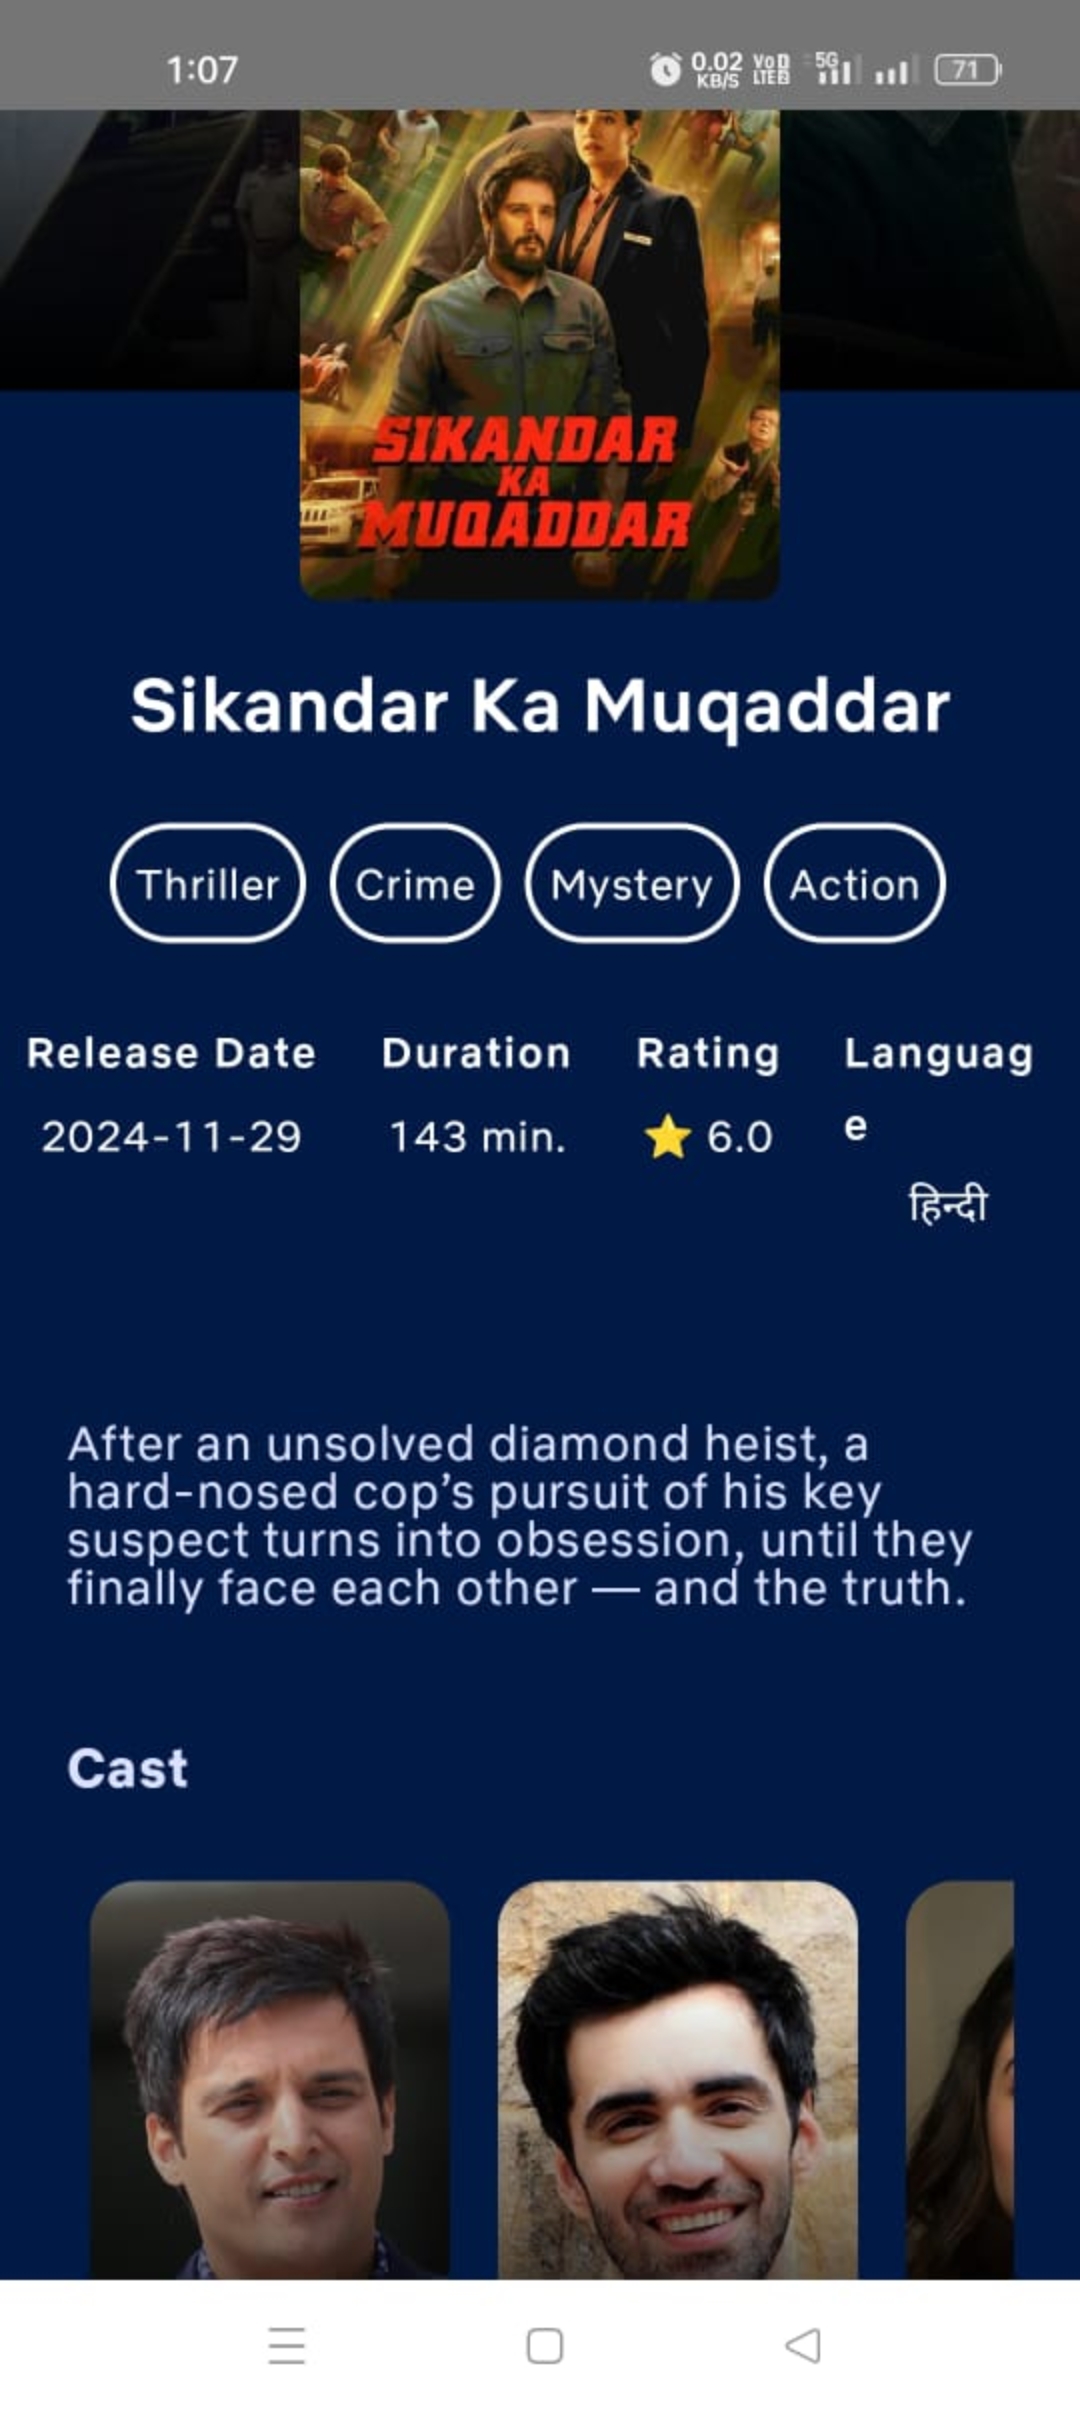 1:07
0.02 KB/S VoD LTE 2 5G 71
SIKANDAR
KA
MUQADDAR
Sikandar Ka Muqaddar
Thriller Crime Mystery Action
Release Date Duration Rating Languag
e
2024-11-29 143 min. ⭐ 6.0
हिन्दी
After an unsolved diamond heist, a
hard-nosed cop’s pursuit of his key
suspect turns into obsession, until they
finally face each other — and the truth.
Cast